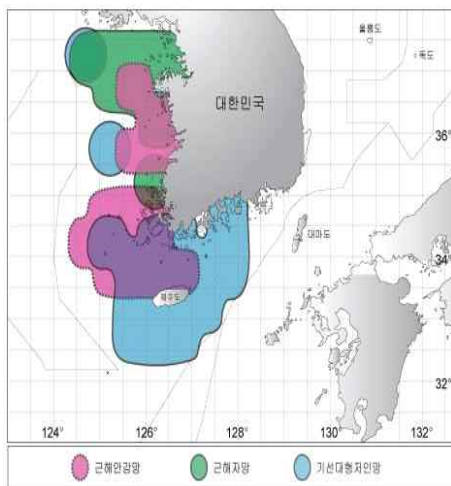 울릉도
독도
대한민국
36°
대마도
34°
제주도
32°
124° 126° 128° 130° 132°
근해안강망 근해자망 기선대형저인망